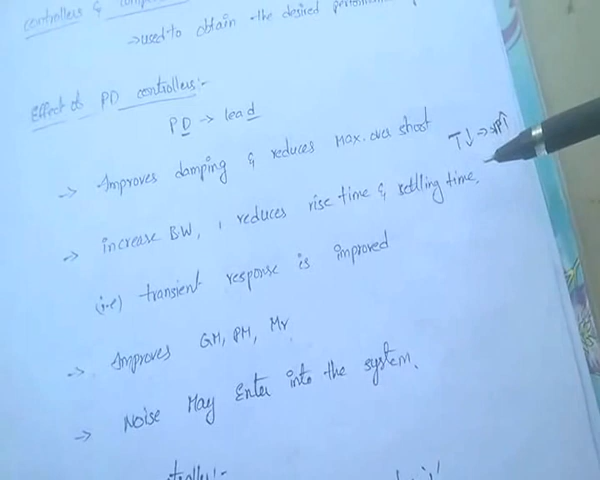 controllers &
→ used to obtain the desired
Effect of PD controllers:-
PD → lead
→ Improves damping & reduces Max. over shoot
T↓ →
→ increase B.W, , reduces rise time & settling time.
(i.e) transient response is improved
→ Improves GM, PM, Mr
→ Noise May Enter into the system.